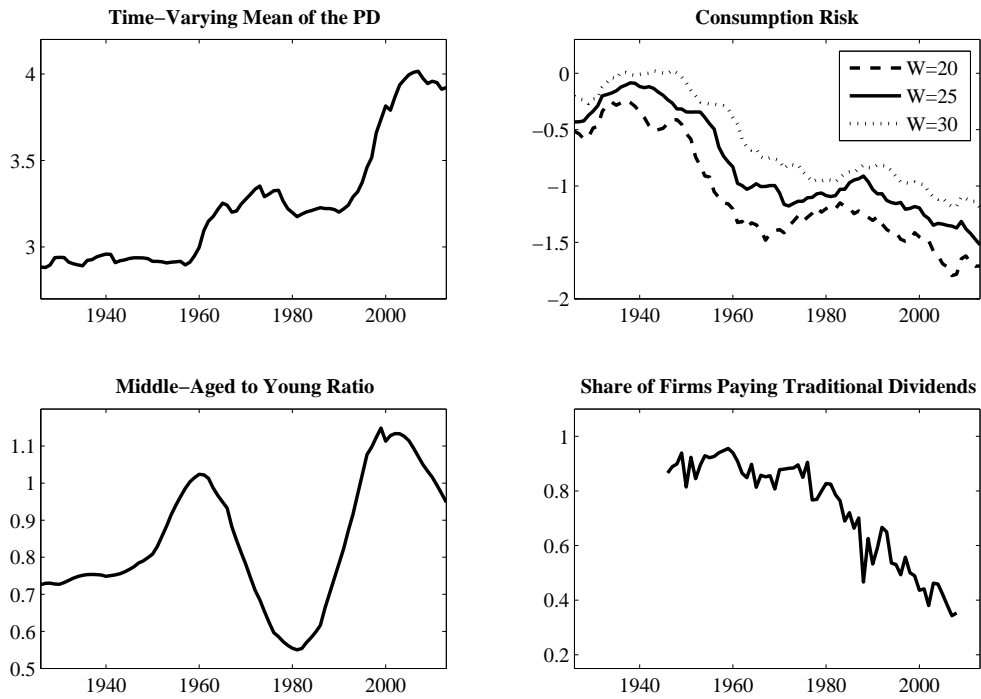 Time−Varying Mean of the PD
4
3.5
3
1940 1960 1980 2000
Consumption Risk
0
−0.5
−1
−1.5
−2
W=20
W=25
W=30
1940 1960 1980 2000
Middle−Aged to Young Ratio
1.1
1
0.9
0.8
0.7
0.6
0.5
1940 1960 1980 2000
Share of Firms Paying Traditional Dividends
1
0.8
0.6
0.4
0.2
1940 1960 1980 2000